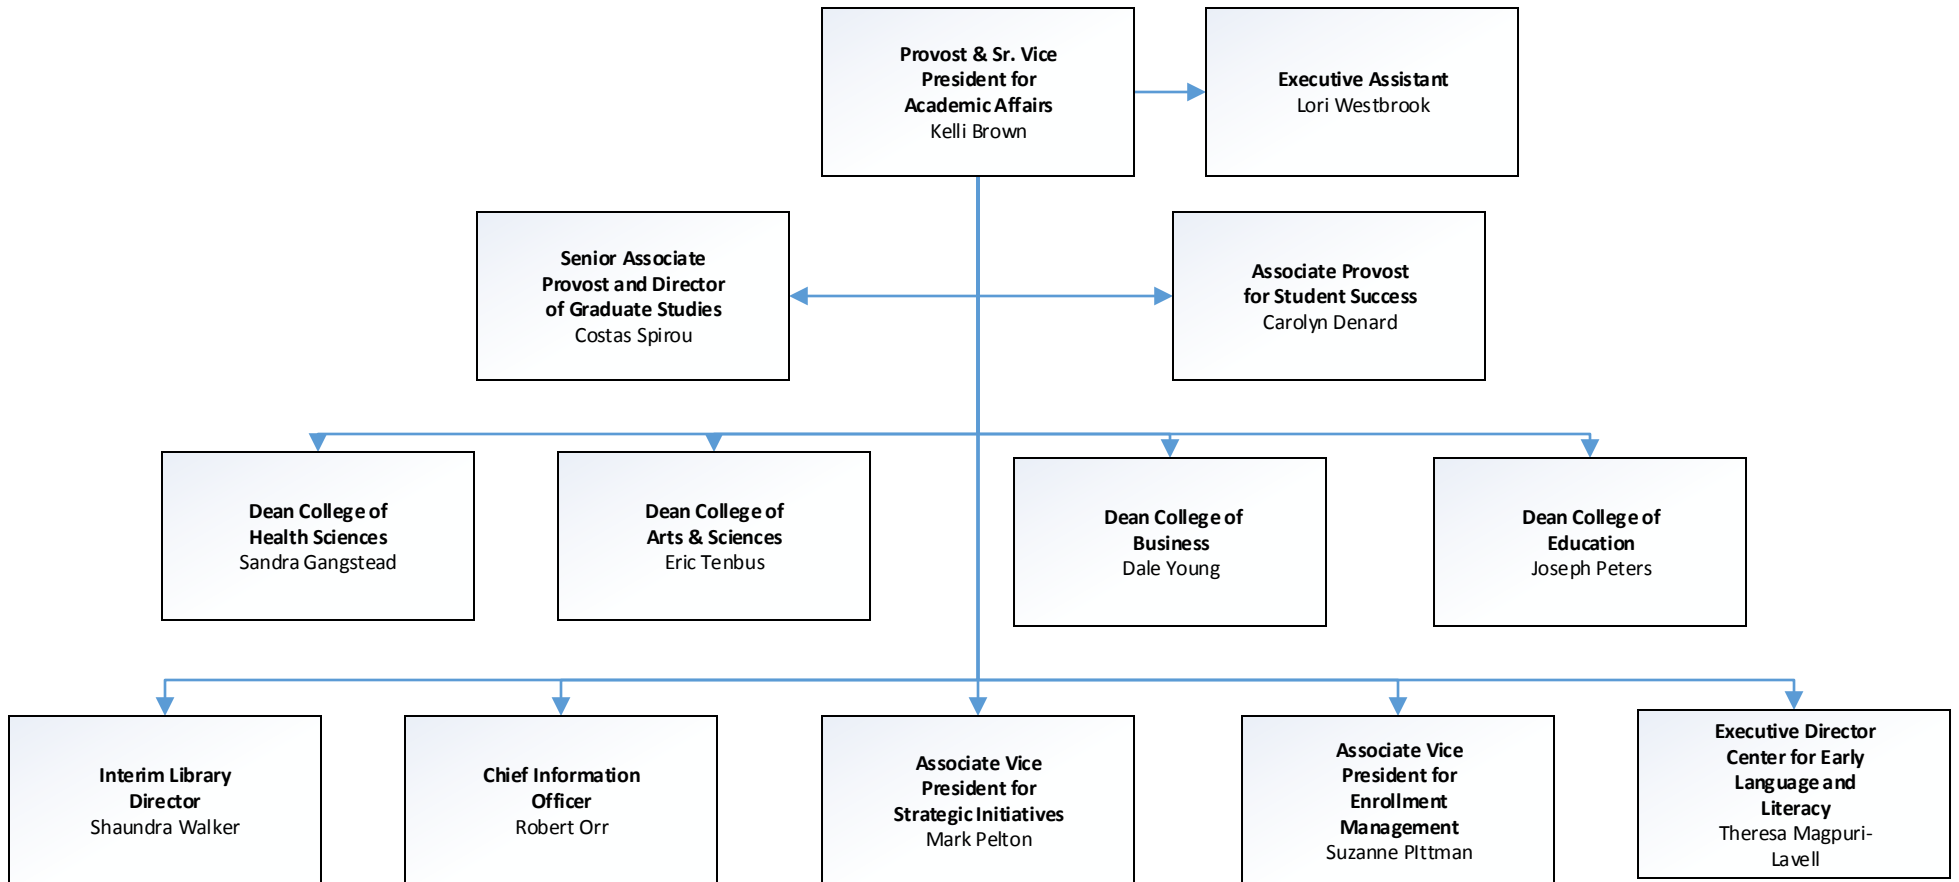 Provost & Sr. Vice
President for
Academic Affairs
Kelli Brown
Executive Assistant
Lori Westbrook
Senior Associate
Provost and Director
of Graduate Studies
Costas Spirou
Associate Provost
for Student Success
Carolyn Denard
Dean College of
Health Sciences
Sandra Gangstead
Dean College of
Arts & Sciences
Eric Tenbus
Dean College of
Business
Dale Young
Dean College of
Education
Joseph Peters
Interim Library
Director
Shaundra Walker
Chief Information
Officer
Robert Orr
Associate Vice
President for
Strategic Initiatives
Mark Pelton
Associate Vice
President for
Enrollment
Management
Suzanne PIttman
Executive Director
Center for Early
Language and
Literacy
Theresa Magpuri-
Lavell